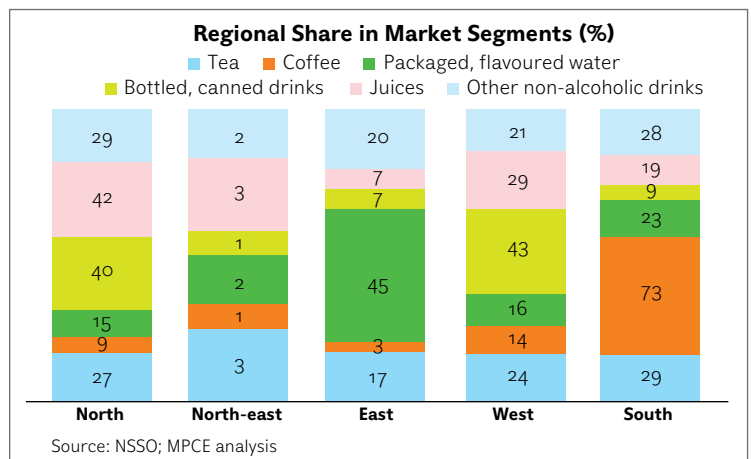 Regional Share in Market Segments (%)
Tea Coffee Packaged, flavoured water
Bottled, canned drinks Juices Other non-alcoholic drinks
29 2 20 21 28
42 3 7 29 19
40 1 7 43 9
15 2 45 16 23
9 1 3 14 73
27 3 17 24 29
North North-east East West South
Source: NSSO; MPCE analysis